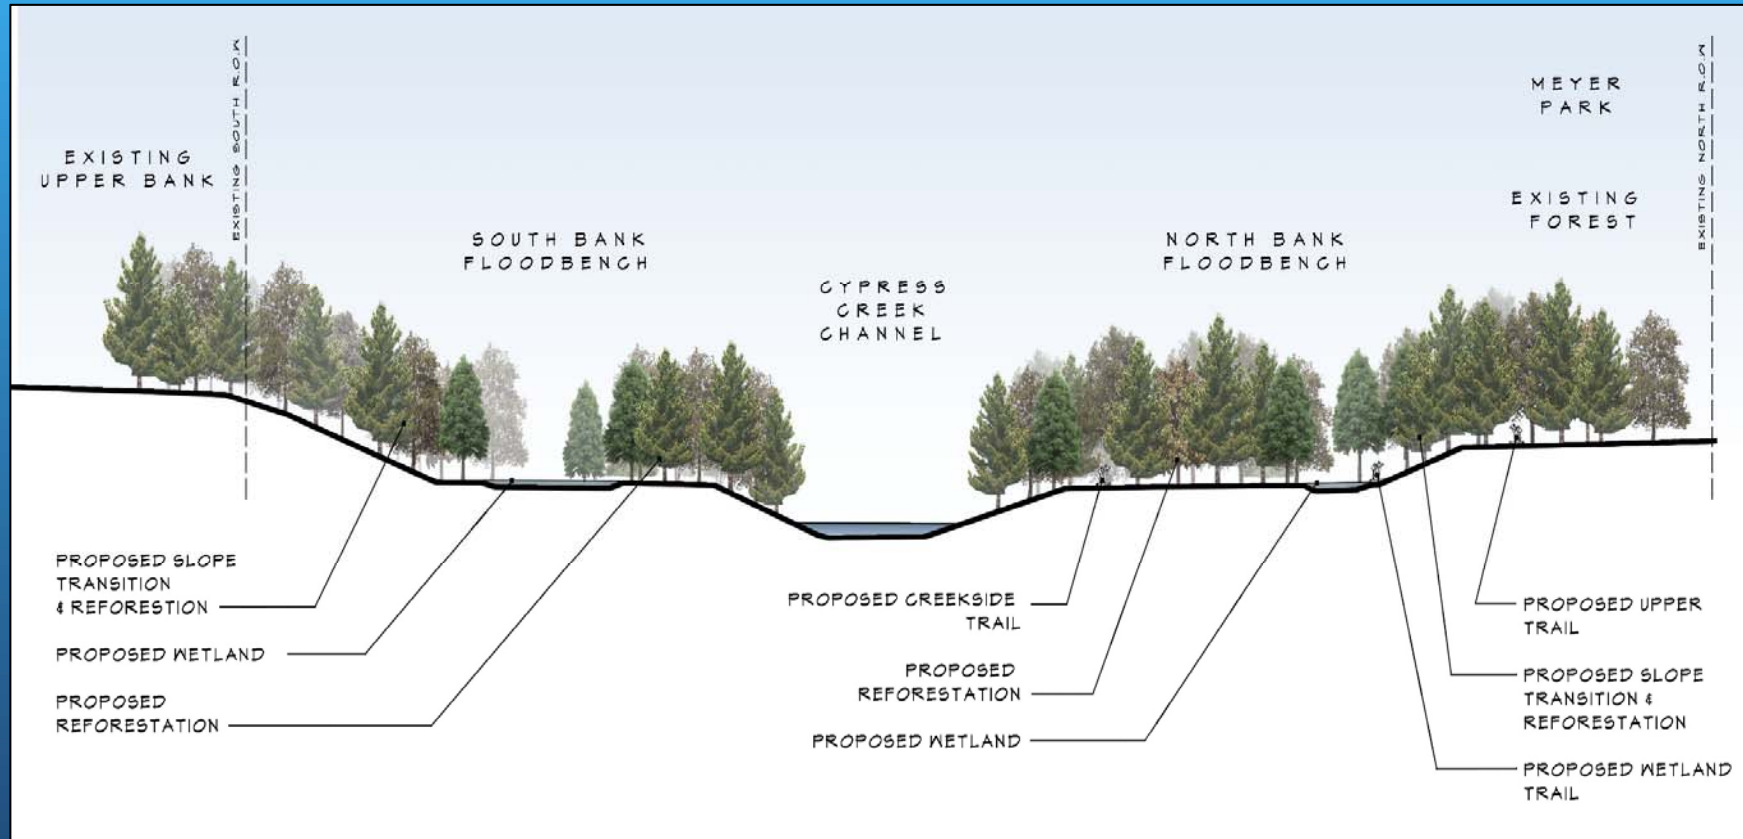 EXISTING
UPPER BANK
EXISTING SOUTH R.O.W
SOUTH BANK
FLOODBENCH
CYPRESS
CREEK
CHANNEL
NORTH BANK
FLOODBENCH
MEYER
PARK
EXISTING
FOREST
EXISTING NORTH R.O.W
PROPOSED SLOPE
TRANSITION
& REFORESTION
PROPOSED WETLAND
PROPOSED
REFORESTATION
PROPOSED CREEKSIDE
TRAIL
PROPOSED
REFORESTATION
PROPOSED WETLAND
PROPOSED UPPER
TRAIL
PROPOSED SLOPE
TRANSITION &
REFORESTATION
PROPOSED WETLAND
TRAIL